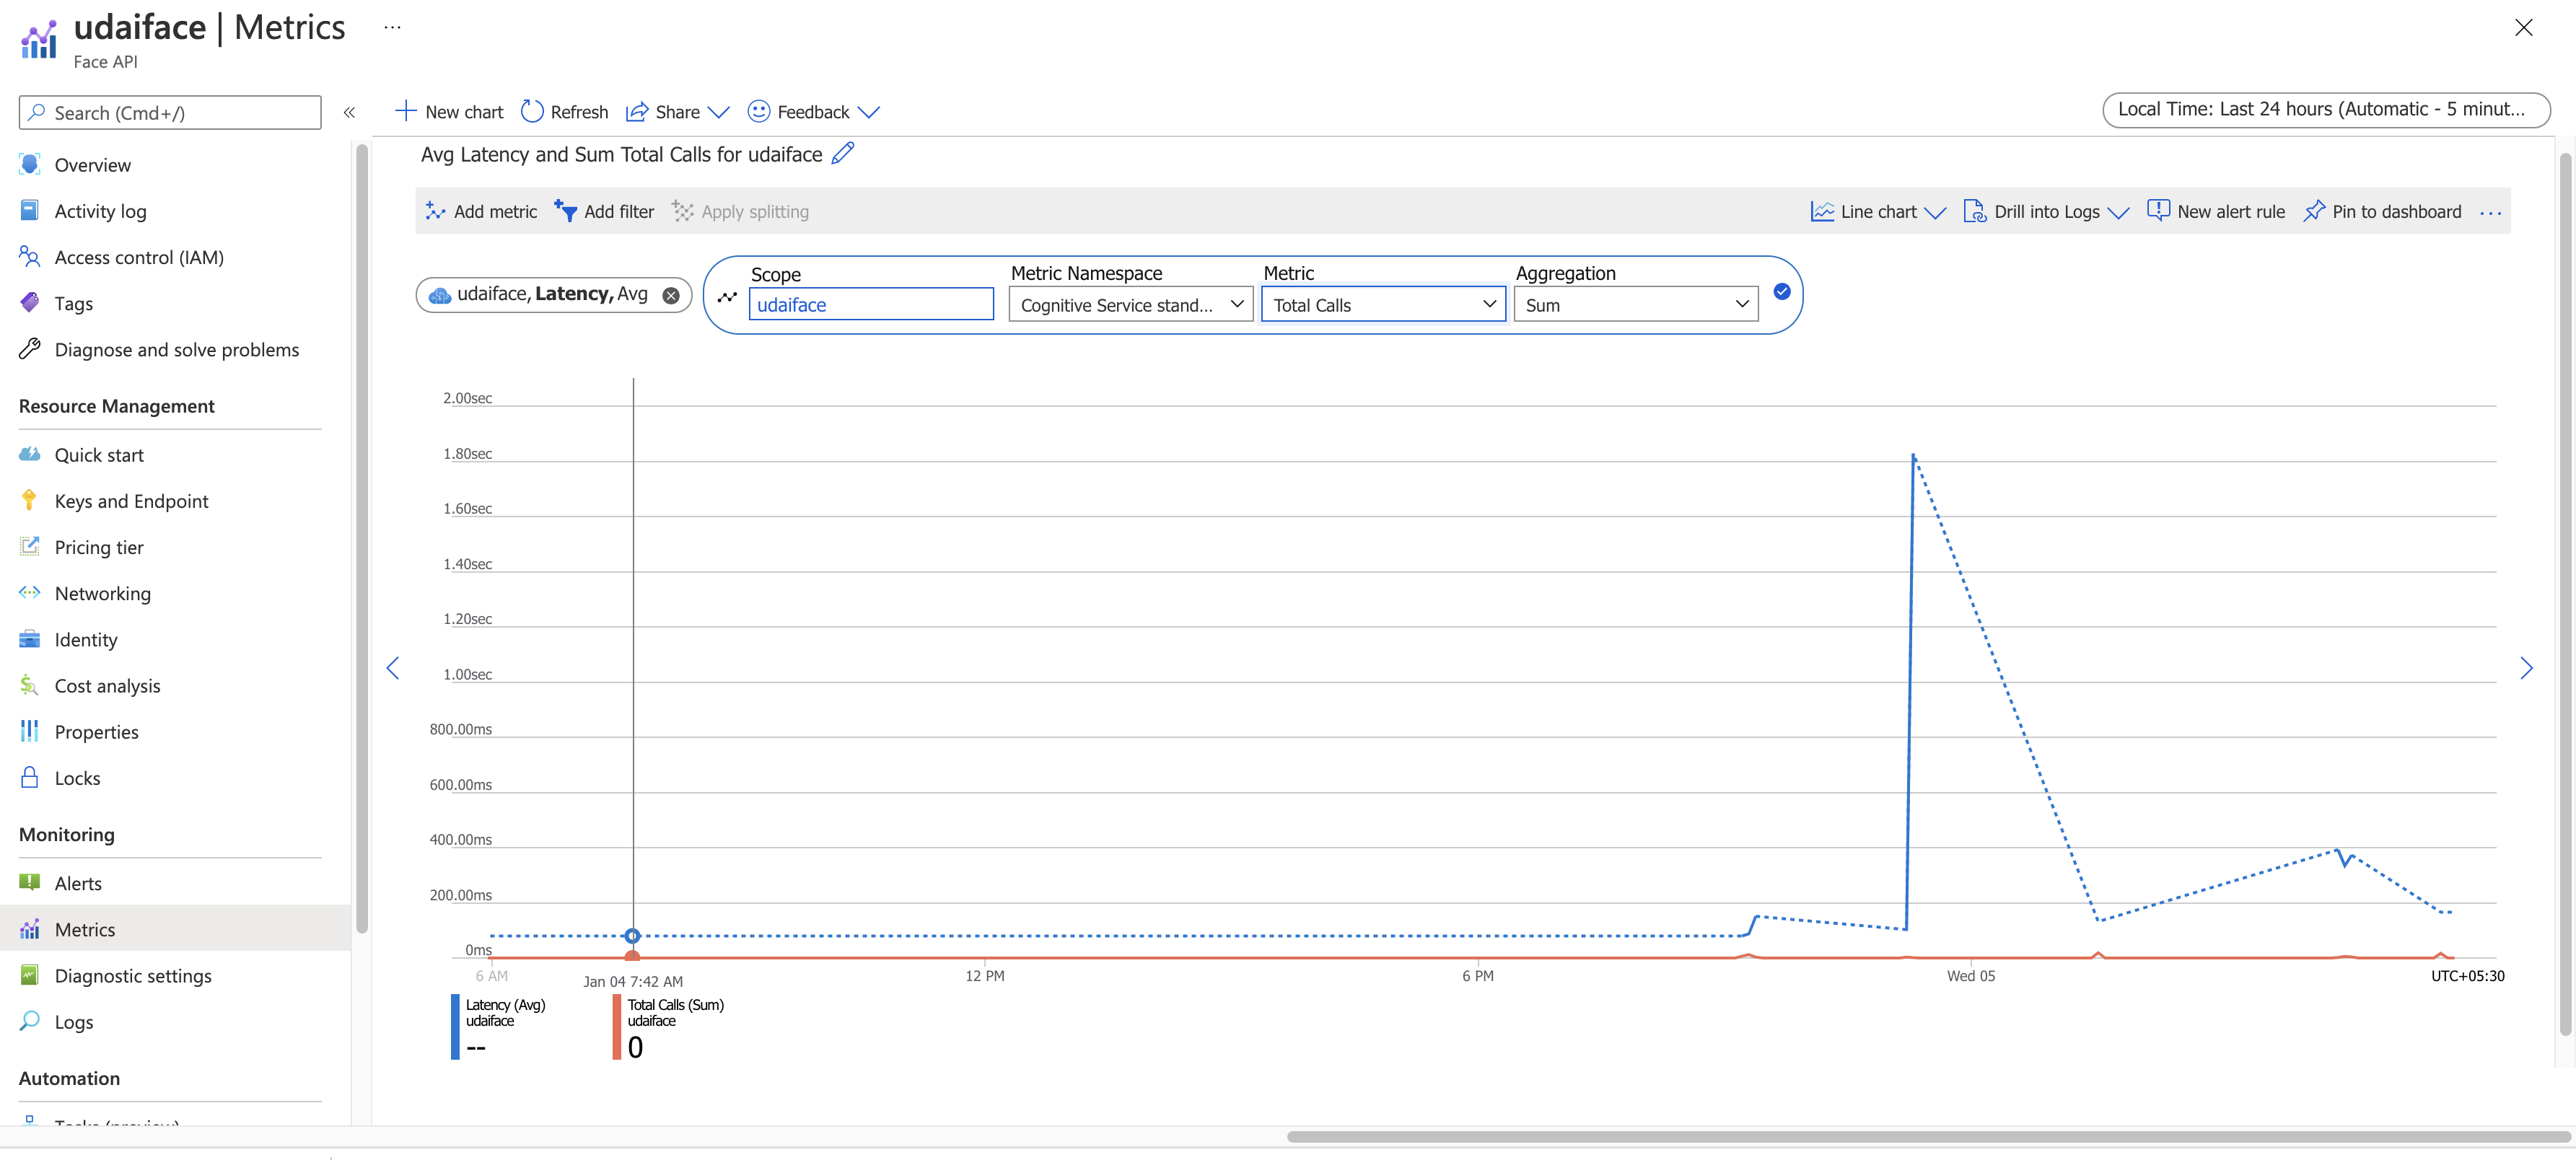 udaiface | Metrics ...
Face API
Search (Cmd+/)
«
Overview
Activity log
Access control (IAM)
Tags
Diagnose and solve problems
Resource Management
Quick start
Keys and Endpoint
Pricing tier
Networking
Identity
Cost analysis
Properties
Locks
Monitoring
Alerts
Metrics
Diagnostic settings
Logs
Automation
Tasks (preview)
New chart Refresh Share Feedback
Local Time: Last 24 hours (Automatic - 5 minut...
Avg Latency and Sum Total Calls for udaiface
Add metric Add filter Apply splitting
Line chart Drill into Logs New alert rule Pin to dashboard ...
udaiface, Latency, Avg
Scope Metric Namespace Metric Aggregation
udaiface Cognitive Service stand... Total Calls Sum
2.00sec
1.80sec
1.60sec
1.40sec
1.20sec
1.00sec
800.00ms
600.00ms
400.00ms
200.00ms
0ms
6 AM Jan 04 7:42 AM 12 PM 6 PM Wed 05 UTC+05:30
Latency (Avg)
udaiface
--
Total Calls (Sum)
udaiface
0